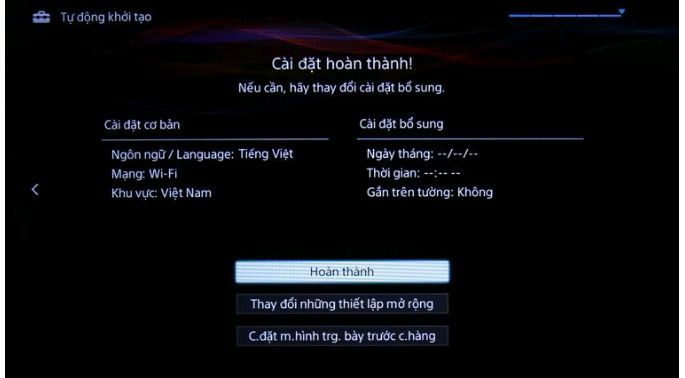 Tự động khởi tạo
Cài đặt hoàn thành!
Nếu cần, hãy thay đổi cài đặt bổ sung.
Cài đặt cơ bản
Ngôn ngữ / Language: Tiếng Việt
Mạng: Wi-Fi
Khu vực: Việt Nam
Cài đặt bổ sung
Ngày tháng: --/--/--
Thời gian: --:-- --
Gắn trên tường: Không
Hoàn thành
Thay đổi những thiết lập mở rộng
C.đặt m.hình trg. bày trước c.hàng